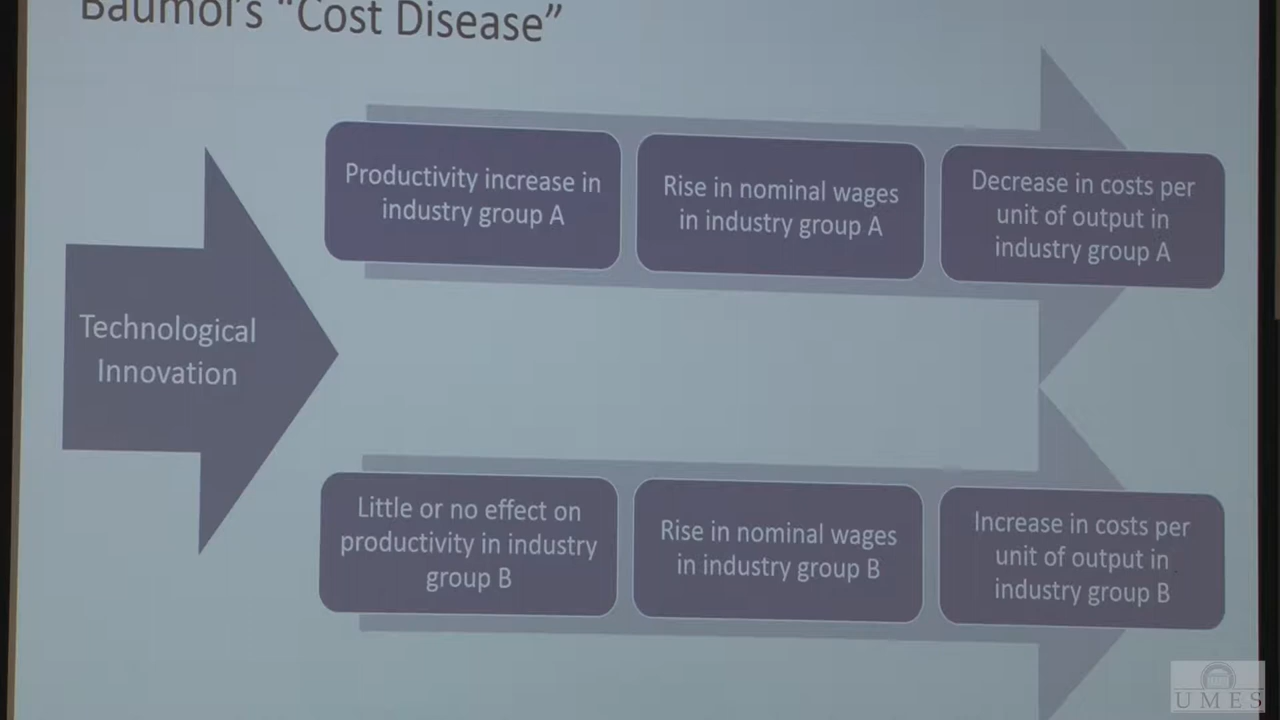 Baumol's "Cost Disease"
Technological
Innovation
Productivity increase in
industry group A
Rise in nominal wages
in industry group A
Decrease in costs per
unit of output in
industry group A
Little or no effect on
productivity in industry
group B
Rise in nominal wages
in industry group B
Increase in costs per
unit of output in
industry group B
UMES